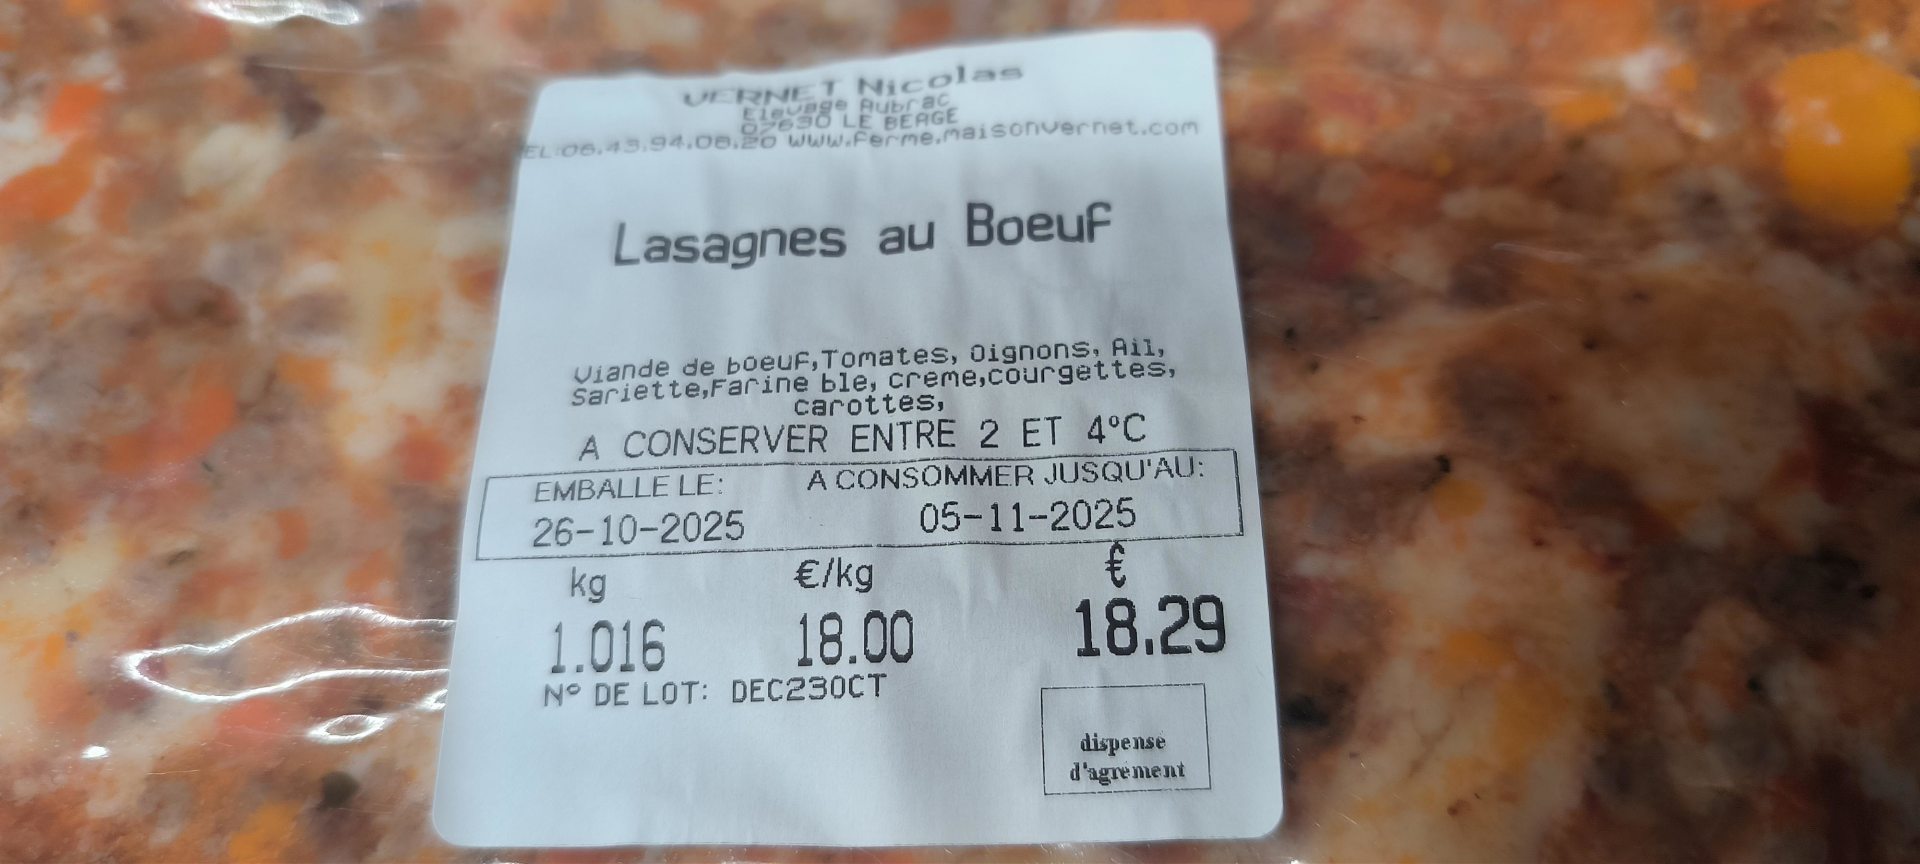 VERNET Nicolas
Elevage Aubrac
07630 LE BEAGE
TEL:06.43.94.08.20 www.ferme.maisonvernet.com
Lasagnes au Boeuf
Viande de boeuf,Tomates, Oignons, Ail,
Sariette,Farine ble, creme,courgettes,
carottes,
A CONSERVER ENTRE 2 ET 4°C
EMBALLE LE: A CONSOMMER JUSQU'AU:
26-10-2025 05-11-2025
kg €/kg €
1.016 18.00 18.29
N° DE LOT: DEC23OCT
dispense
d'agrement